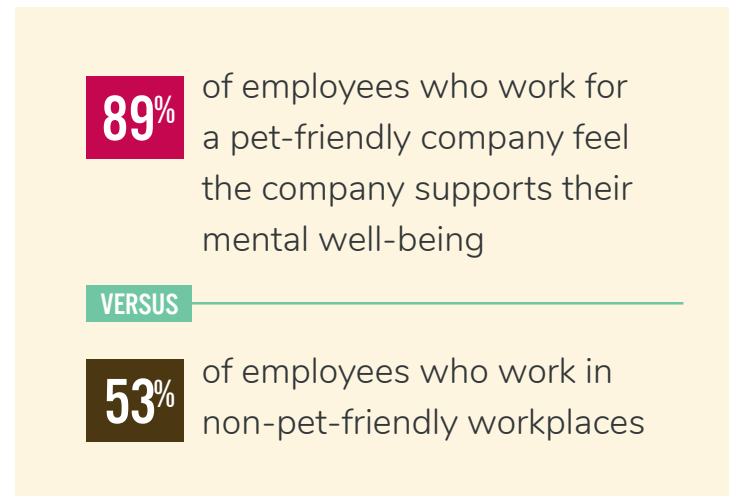 89%
of employees who work for
a pet-friendly company feel
the company supports their
mental well-being
VERSUS
53%
of employees who work in
non-pet-friendly workplaces